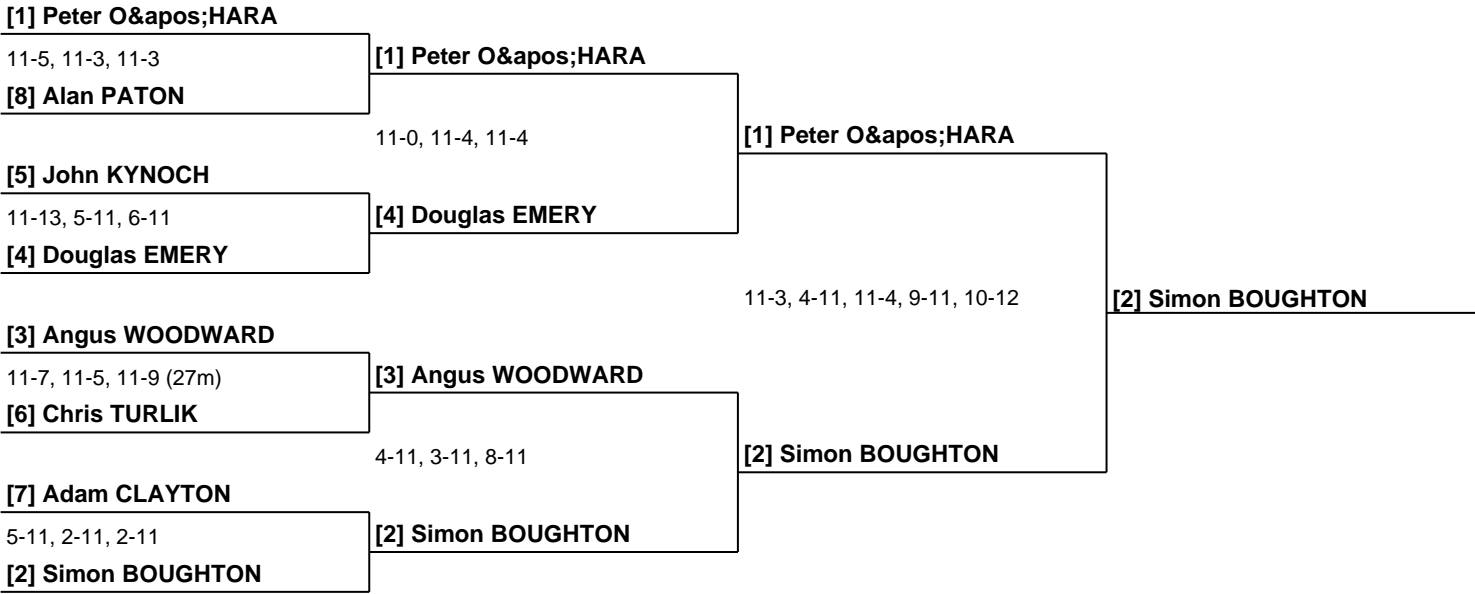 [1] Peter O&apos;HARA
11-5, 11-3, 11-3
[8] Alan PATON
[5] John KYNOCH
11-13, 5-11, 6-11
[4] Douglas EMERY
[3] Angus WOODWARD
11-7, 11-5, 11-9 (27m)
[6] Chris TURLIK
[7] Adam CLAYTON
5-11, 2-11, 2-11
[2] Simon BOUGHTON
[1] Peter O&apos;HARA
11-0, 11-4, 11-4
[4] Douglas EMERY
[3] Angus WOODWARD
4-11, 3-11, 8-11
[2] Simon BOUGHTON
[1] Peter O&apos;HARA
11-3, 4-11, 11-4, 9-11, 10-12
[2] Simon BOUGHTON
[2] Simon BOUGHTON